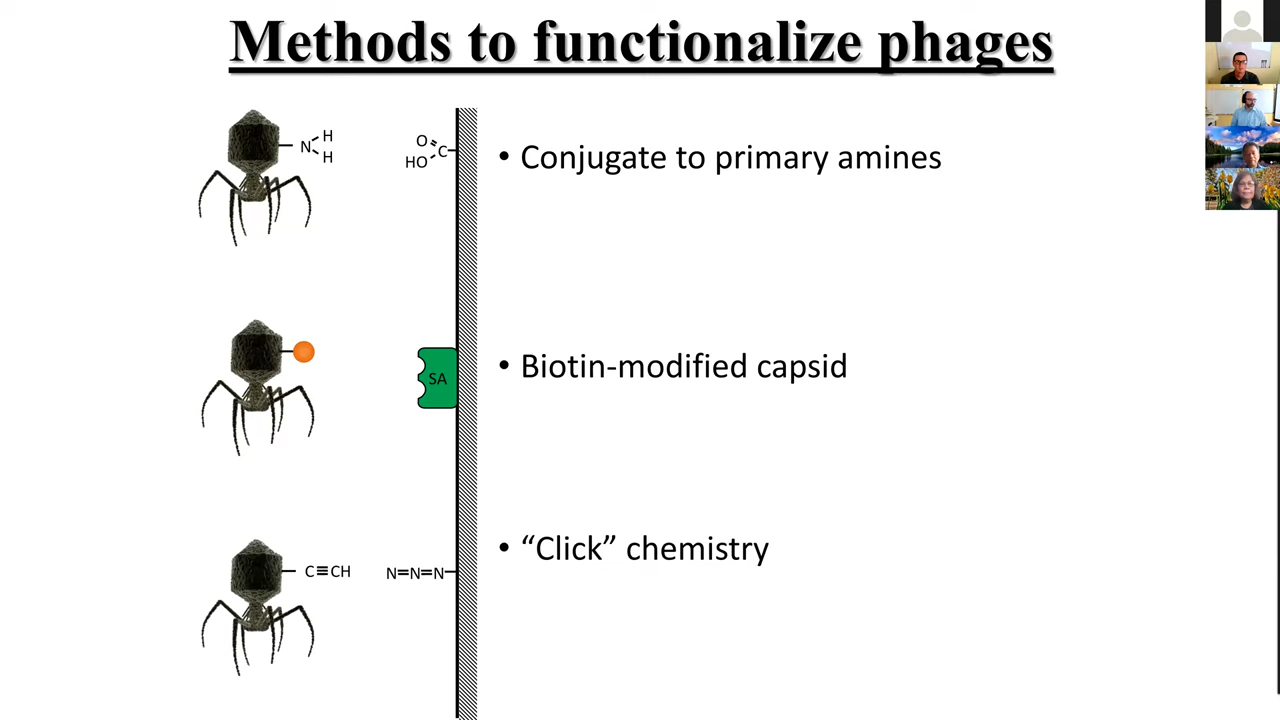 Methods to functionalize phages
H
N
H
O
C
HO
• Conjugate to primary amines
SA
• Biotin-modified capsid
• “Click” chemistry
C≡CH
N=N=N